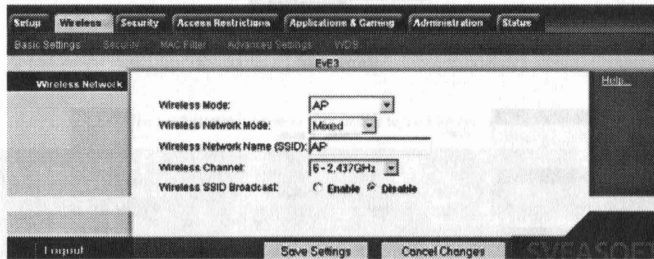 Setup Wireless Security Access Restrictions Applications & Gaming Administration Status
Basic Settings Security MAC Filter Advanced Settings WDS
EvE3
Wireless Network
Help...
Wireless Mode: AP
Wireless Network Mode: Mixed
Wireless Network Name (SSID): AP
Wireless Channel: 6 - 2.437GHz
Wireless SSID Broadcast: Enable Disable
Logout
Save Settings Cancel Changes
SVEASOFT